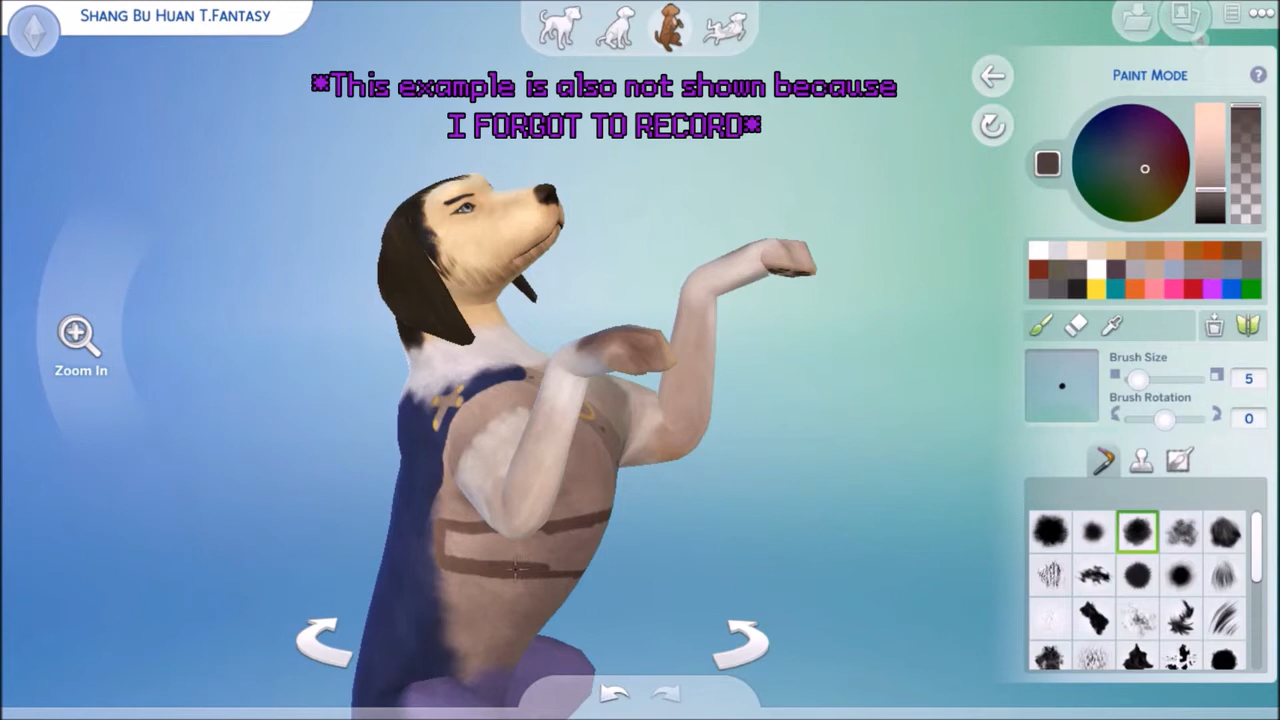 SHANG BU HUAN T.FANTASY
*This example is also not shown because
I FORGOT TO RECORD*
PAINT MODE
?
Zoom In
Brush Size
5
Brush Rotation
0